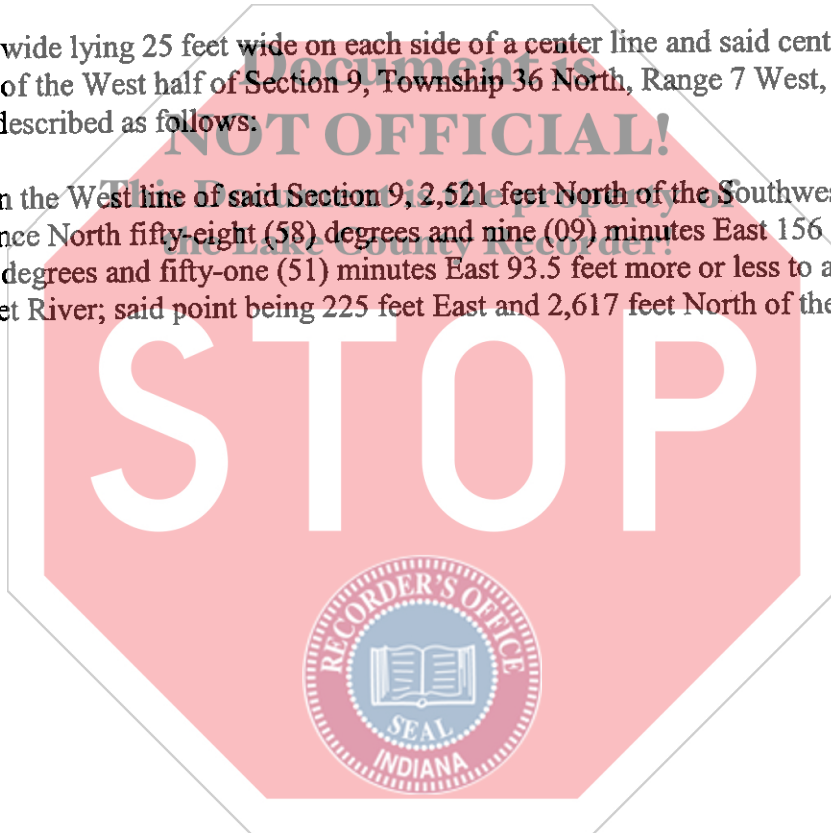 wide lying 25 feet wide on each side of a center line and said cent
Document is
of the West half of Section 9, Township 36 North, Range 7 West,
described as follows:
NOT OFFICIAL!
n the West line of said Section 9, 2,521 feet North of the Southwes
This Document is the property of
nce North fifty-eight (58) degrees and nine (09) minutes East 156
the Lake County Recorder!
degrees and fifty-one (51) minutes East 93.5 feet more or less to a
et River; said point being 225 feet East and 2,617 feet North of the
STOP
RECORDER'S OFFICE
SEAL
INDIANA